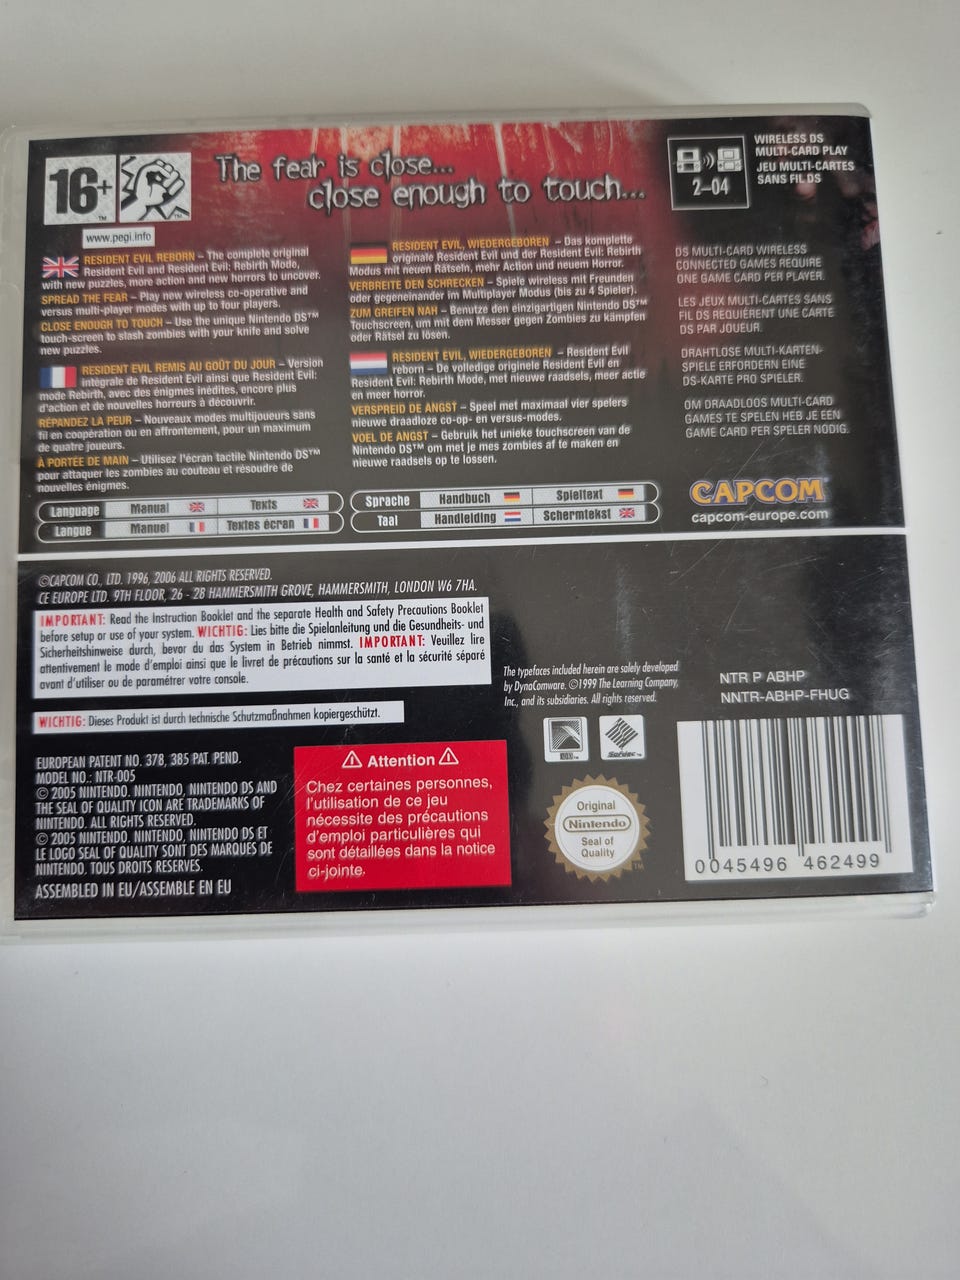 16+
TM
TM
www.pegi.info
The fear is close...
close enough to touch...
2–04
WIRELESS DS
MULTI-CARD PLAY
JEU MULTI-CARTES
SANS FIL DS
RESIDENT EVIL REBORN – The complete original
Resident Evil and Resident Evil: Rebirth Mode,
with new puzzles, more action and new horrors to uncover.
SPREAD THE FEAR – Play new wireless co-operative and
versus multi-player modes with up to four players.
CLOSE ENOUGH TO TOUCH – Use the unique Nintendo DS™
touch-screen to slash zombies with your knife and solve
new puzzles.
RESIDENT EVIL REMIS AU GOÛT DU JOUR – Version
intégrale de Resident Evil ainsi que Resident Evil:
mode Rebirth, avec des énigmes inédites, encore plus
d'action et de nouvelles horreurs à découvrir.
RÉPANDEZ LA PEUR – Nouveaux modes multijoueurs sans
fil en coopération ou en affrontement, pour un maximum
de quatre joueurs.
À PORTÉE DE MAIN – Utilisez l'écran tactile Nintendo DS™
pour attaquer les zombies au couteau et résoudre de
nouvelles énigmes.
RESIDENT EVIL, WIEDERGEBOREN – Das komplette
originale Resident Evil und der Resident Evil: Rebirth
Modus mit neuen Rätseln, mehr Action und neuem Horror.
VERBREITE DEN SCHRECKEN – Spiele wireless mit Freunden
oder gegeneinander im Multiplayer Modus (bis zu 4 Spieler).
ZUM GREIFEN NAH – Benutze den einzigartigen Nintendo DS™
Touchscreen, um mit dem Messer gegen Zombies zu kämpfen
oder Rätsel zu lösen.
RESIDENT EVIL, WIEDERGEBOREN – Resident Evil
reborn – De volledige originele Resident Evil en
Resident Evil: Rebirth Mode, met nieuwe raadsels, meer actie
en meer horror.
VERSPREID DE ANGST – Speel met maximaal vier spelers
nieuwe draadloze co-op- en versus-modes.
VOEL DE ANGST – Gebruik het unieke touchscreen van de
Nintendo DS™ om met je mes zombies af te maken en
nieuwe raadsels op te lossen.
DS MULTI-CARD WIRELESS
CONNECTED GAMES REQUIRE
ONE GAME CARD PER PLAYER.
LES JEUX MULTI-CARTES SANS
FIL DS REQUIÈRENT UNE CARTE
DS PAR JOUEUR.
DRAHTLOSE MULTI-KARTEN-
SPIELE ERFORDERN EINE
DS-KARTE PRO SPIELER.
OM DRAADLOOS MULTI-CARD
GAMES TE SPELEN HEB JE EEN
GAME CARD PER SPELER NODIG.
Language Manual Texts
Langue Manuel Textes écran
Sprache Handbuch Spieltext
Taal Handleiding Schermtekst
CAPCOM
capcom-europe.com
©CAPCOM CO., LTD. 1996, 2006 ALL RIGHTS RESERVED.
CE EUROPE LTD. 9TH FLOOR, 26 - 28 HAMMERSMITH GROVE, HAMMERSMITH, LONDON W6 7HA.
IMPORTANT: Read the Instruction Booklet and the separate Health and Safety Precautions Booklet
before setup or use of your system. WICHTIG: Lies bitte die Spielanleitung und die Gesundheits- und
Sicherheitshinweise durch, bevor du das System in Betrieb nimmst. IMPORTANT: Veuillez lire
attentivement le mode d'emploi ainsi que le livret de précautions sur la santé et la sécurité séparé
avant d'utiliser ou de paramétrer votre console.
WICHTIG: Dieses Produkt ist durch technische Schutzmaßnahmen kopiergeschützt.
The typefaces included herein are solely developed
by DynaComware. ©1999 The Learning Company,
Inc., and its subsidiaries. All rights reserved.
NTR P ABHP
NNTR-ABHP-FHUG
EUROPEAN PATENT NO. 378, 385 PAT. PEND.
MODEL NO.: NTR-005
© 2005 NINTENDO. NINTENDO, NINTENDO DS AND
THE SEAL OF QUALITY ICON ARE TRADEMARKS OF
NINTENDO. ALL RIGHTS RESERVED.
© 2005 NINTENDO. NINTENDO, NINTENDO DS ET
LE LOGO SEAL OF QUALITY SONT DES MARQUES DE
NINTENDO. TOUS DROITS RESERVES.
ASSEMBLED IN EU/ASSEMBLE EN EU
Attention
Chez certaines personnes,
l'utilisation de ce jeu
nécessite des précautions
d'emploi particulières qui
sont détaillées dans la notice
ci-jointe.
Original
Nintendo
Seal of
Quality
TM
0045496 462499